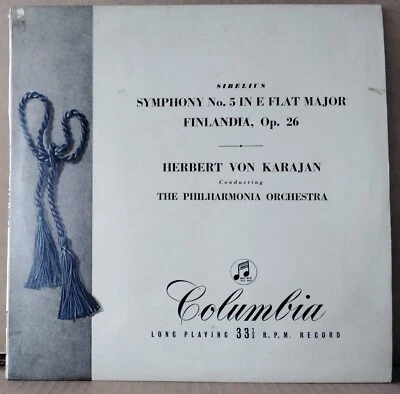 SIBELIUS
SYMPHONY No. 5 IN E FLAT MAJOR
FINLANDIA, Op. 26
HERBERT VON KARAJAN
Conducting
THE PHILHARMONIA ORCHESTRA
Columbia
LONG PLAYING 33⅓ R.P.M. RECORD